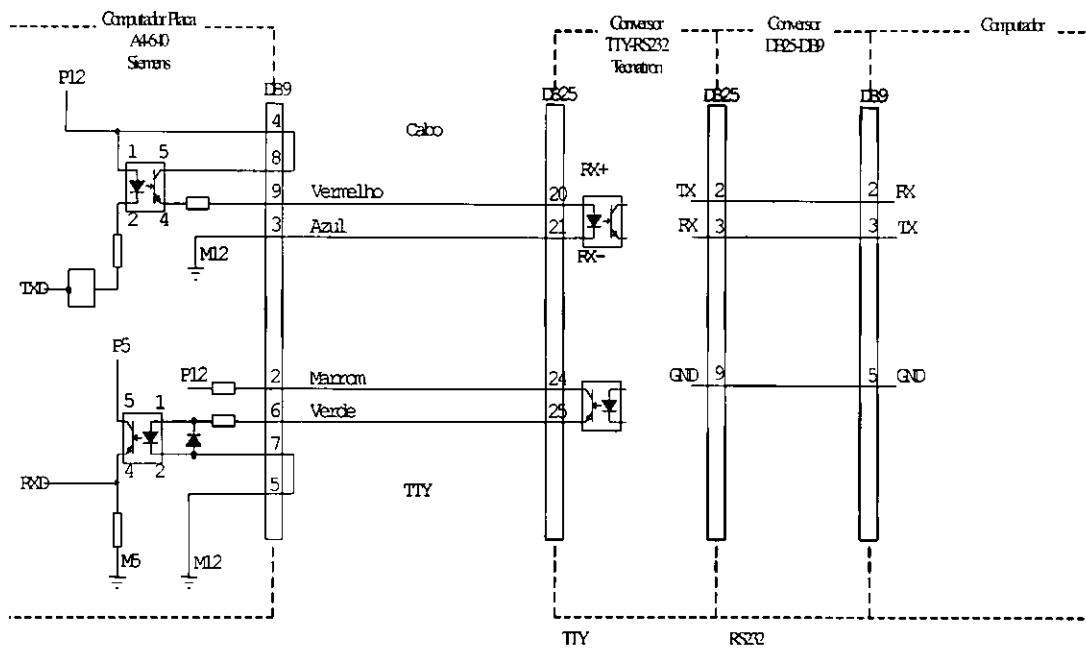 Computador Placa
A4-640
Siemens
Conversor
TTY-RS232
Tecnatron
Conversor
DB25-DB9
Computador
P12
DB9
DB25
DB25
DB9
4
Cabo
1 5
8
RX+
9 Vermelho
20
TX 2
2 RX
2 4
3 Azul
21
RX 3
3 TX
M12
RX-
TXD
P5
P12
2 Marrom
24
GND 9
5 GND
5 1
6 Verde
25
7
4 2
RXD
5
TTY
M5
M12
TTY
RS232